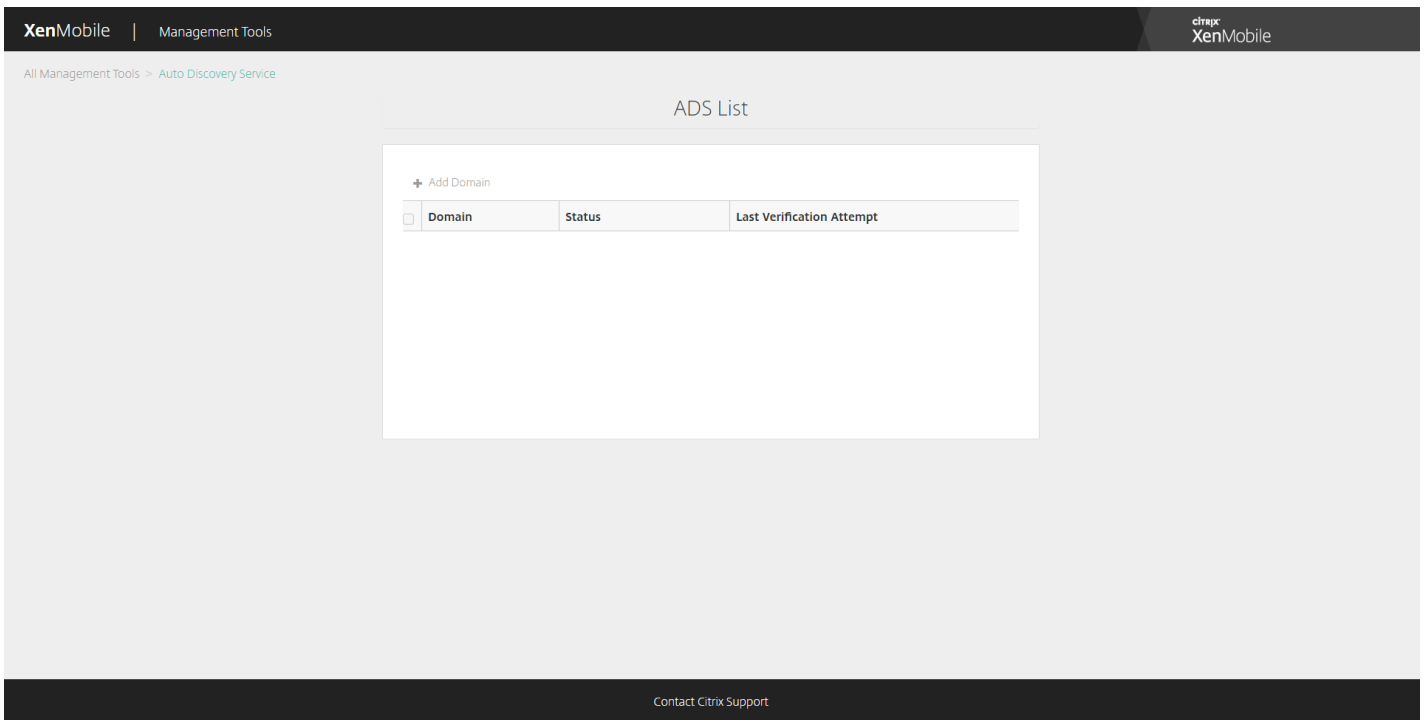 XenMobile | Management Tools
CITRIX
XenMobile
All Management Tools > Auto Discovery Service
ADS List
+ Add Domain
Domain Status Last Verification Attempt
Contact Citrix Support